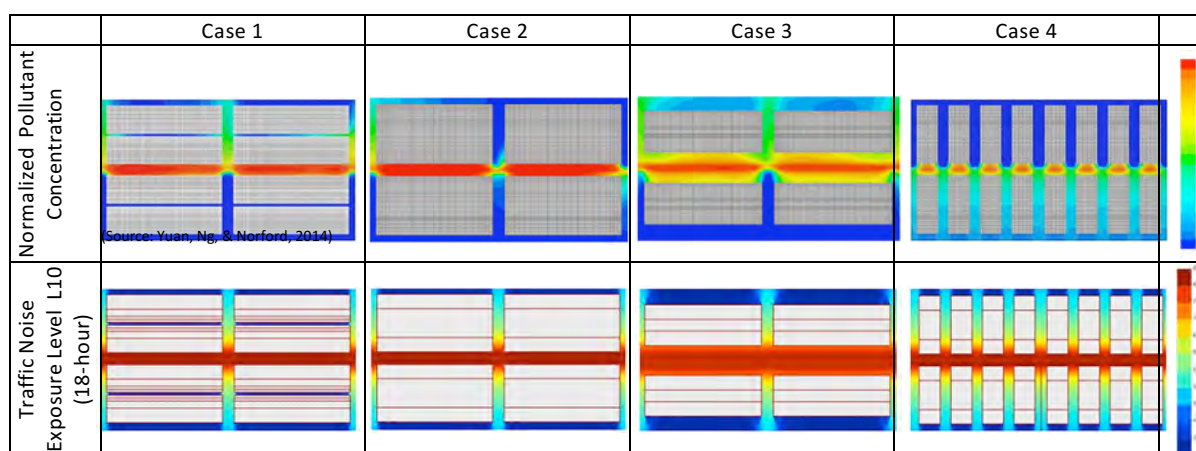 Case 1
Case 2
Case 3
Case 4
Normalized Pollutant
Concentration
(Source: Yuan, Ng, & Norford, 2014)
Traffic Noise
Exposure Level L10
(18-hour)